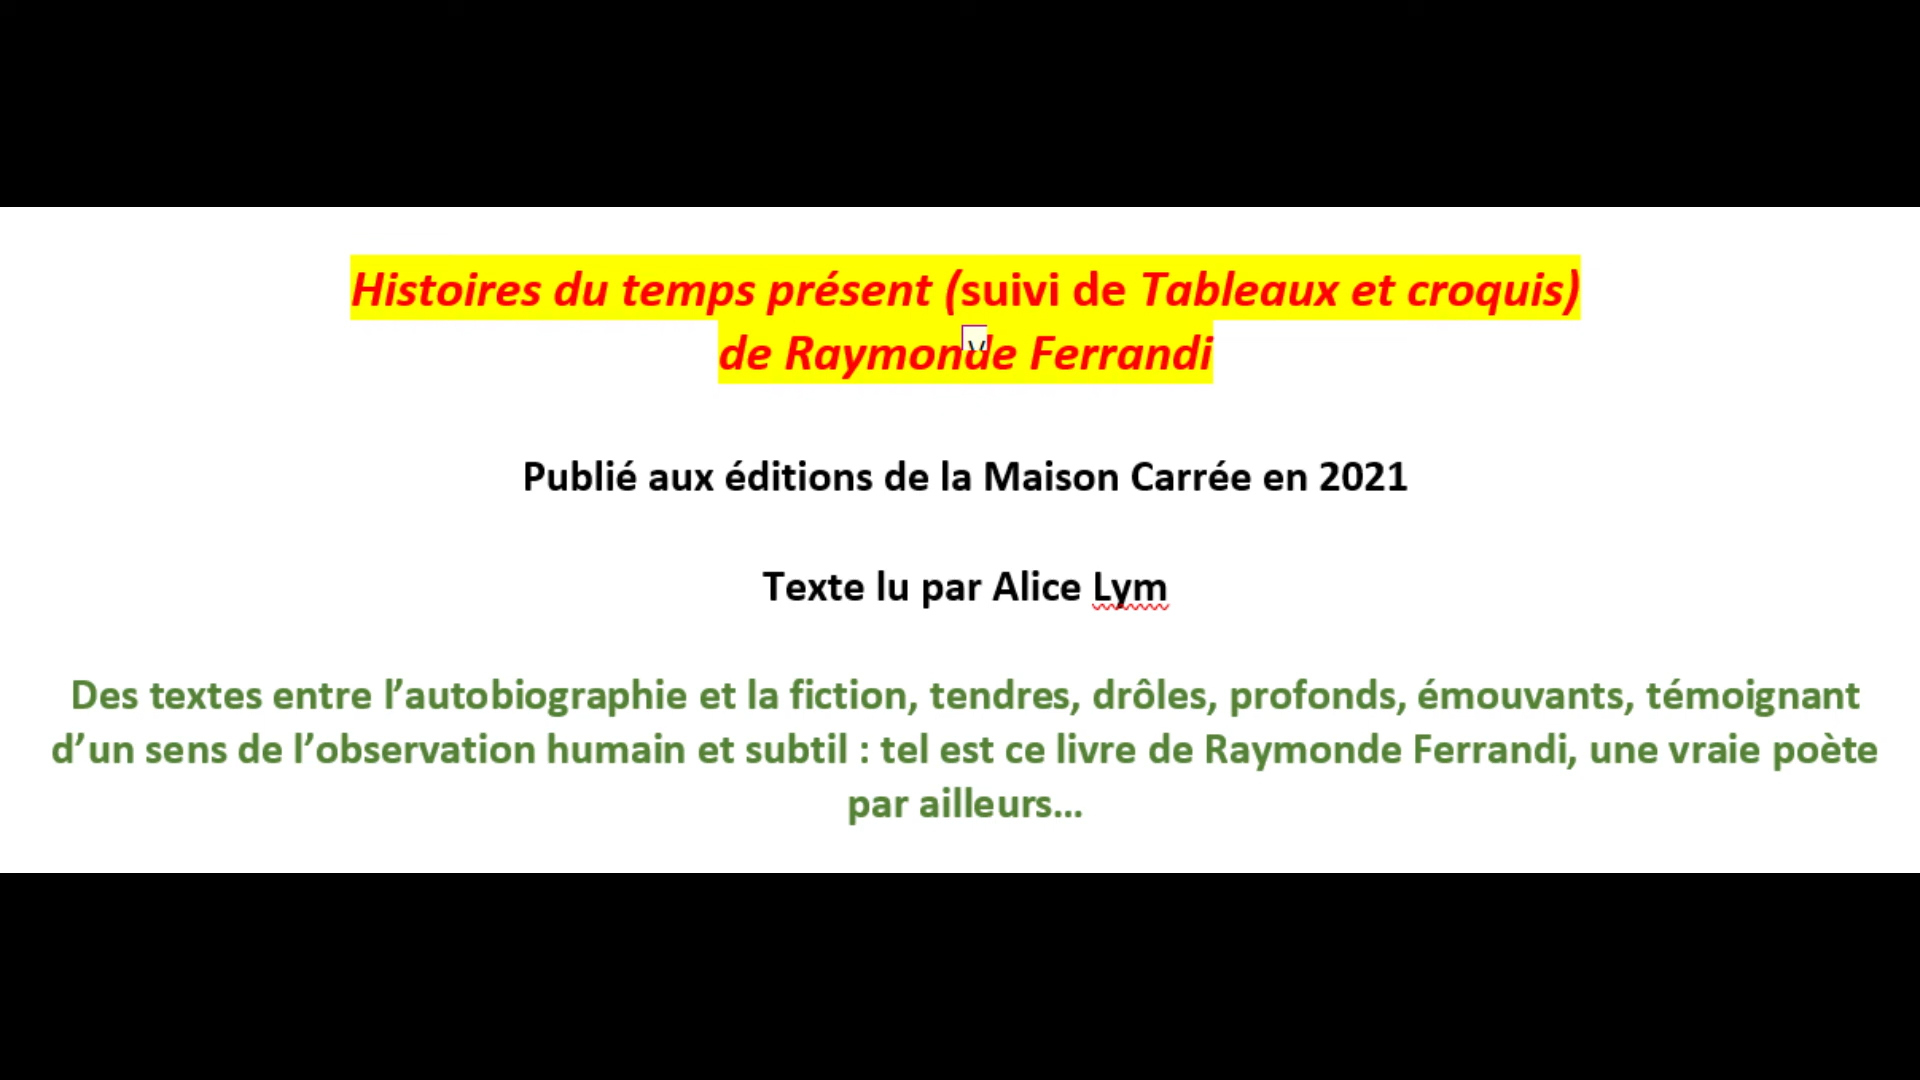 Histoires du temps présent (suivi de Tableaux et croquis)
de Raymonde Ferrandi
Publié aux éditions de la Maison Carrée en 2021
Texte lu par Alice Lym
Des textes entre l’autobiographie et la fiction, tendres, drôles, profonds, émouvants, témoignant
d’un sens de l’observation humain et subtil : tel est ce livre de Raymonde Ferrandi, une vraie poète
par ailleurs…